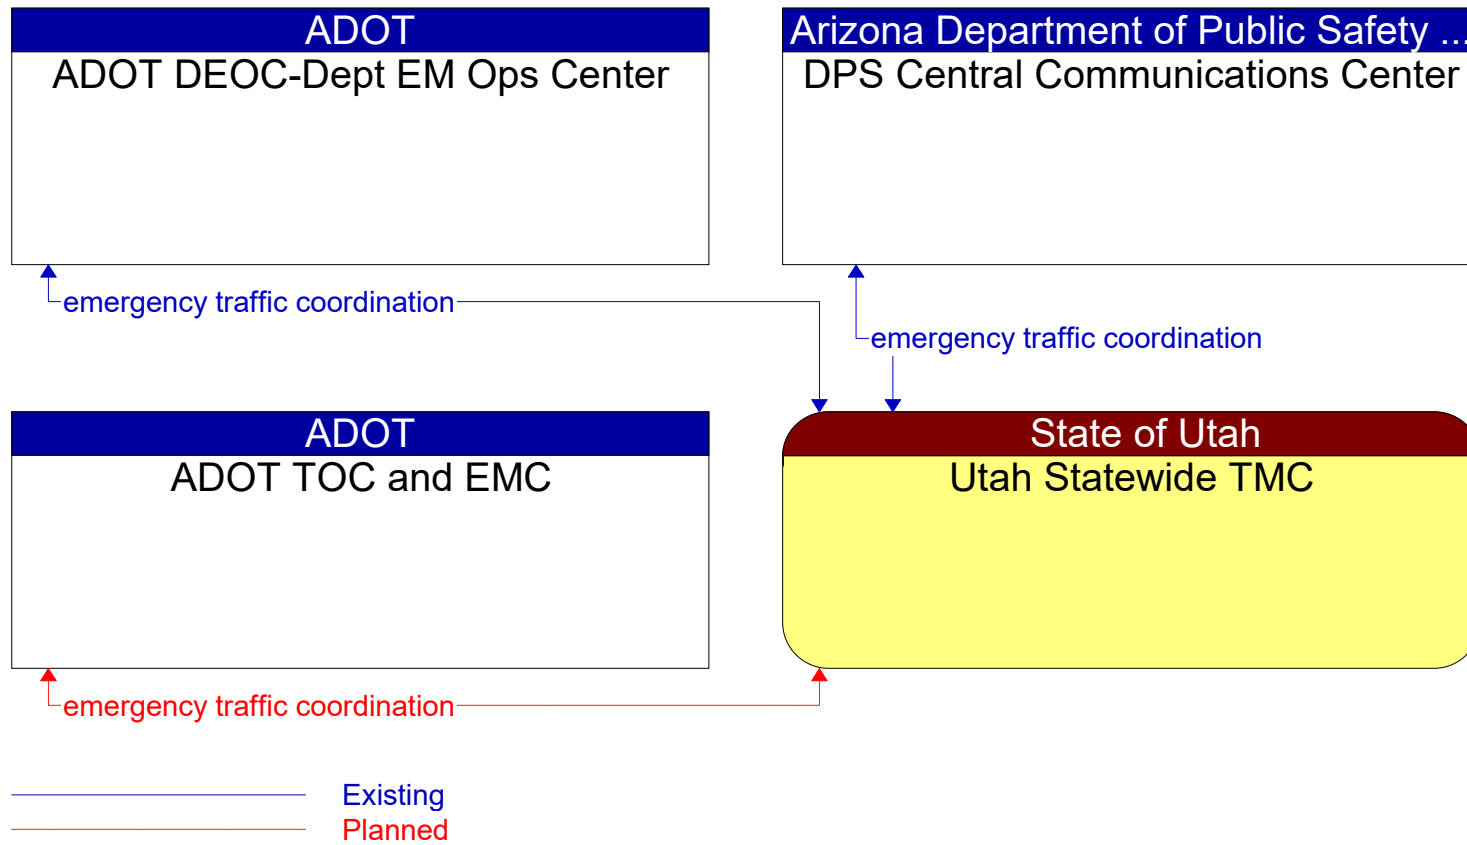 ADOT
ADOT DEOC-Dept EM Ops Center
Arizona Department of Public Safety ...
DPS Central Communications Center
emergency traffic coordination
emergency traffic coordination
ADOT
ADOT TOC and EMC
State of Utah
Utah Statewide TMC
emergency traffic coordination
Existing
Planned